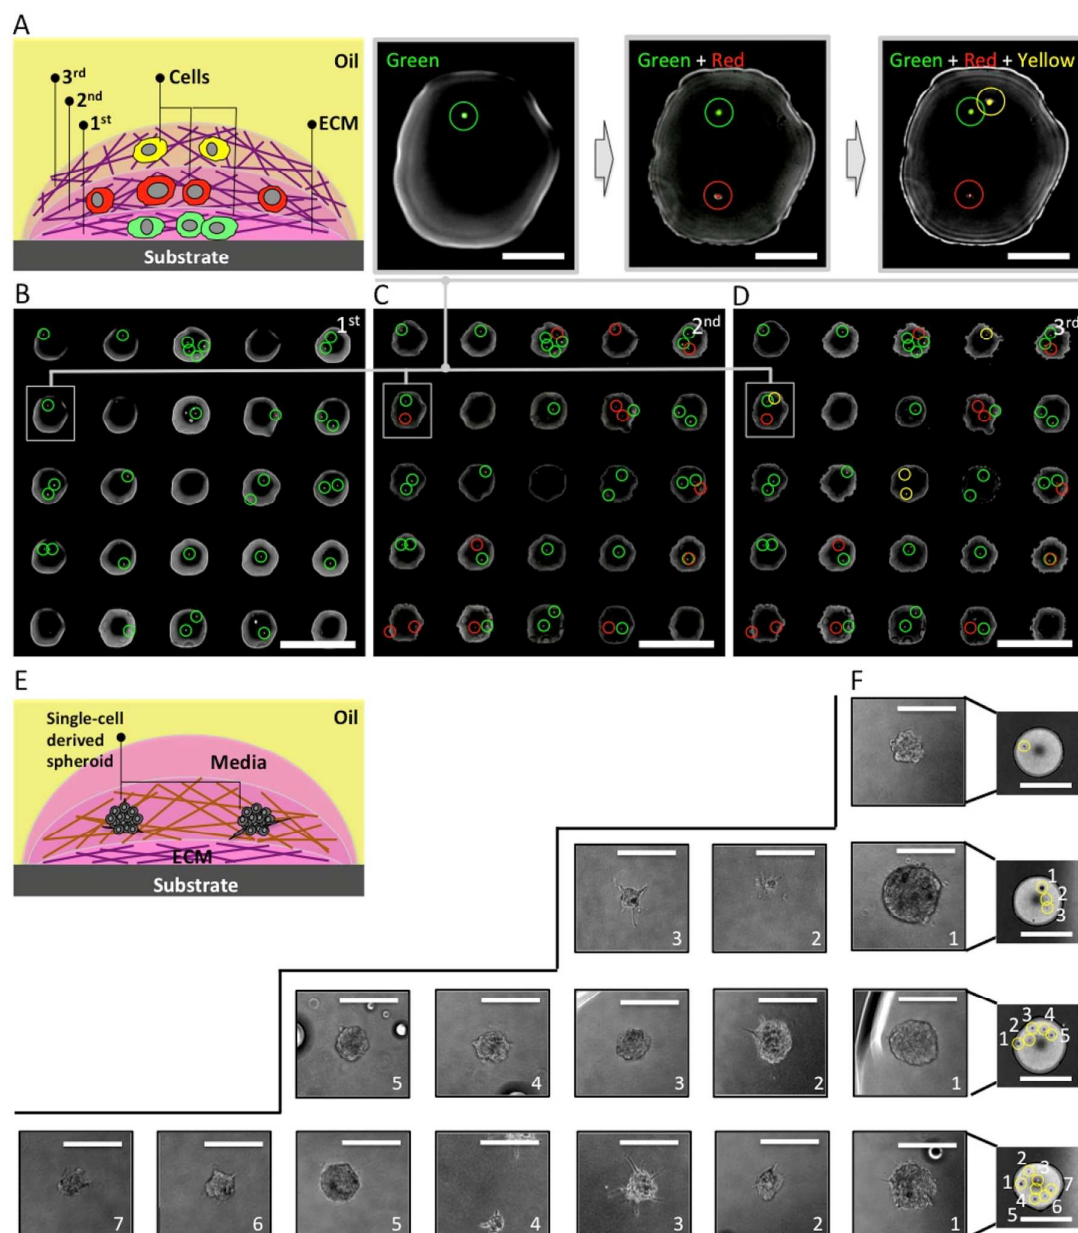 A
3rd
2nd
1st
Cells
Oil
ECM
Substrate
Green
Green + Red
Green + Red + Yellow
B
1st
C
2nd
D
3rd
E
Single-cell
derived
spheroid
Oil
Media
ECM
Substrate
F
3
2
1
1
2
3
5
4
3
2
1
3
4
2
1
5
7
6
5
4
3
2
1
2
3
1
7
4
6
5